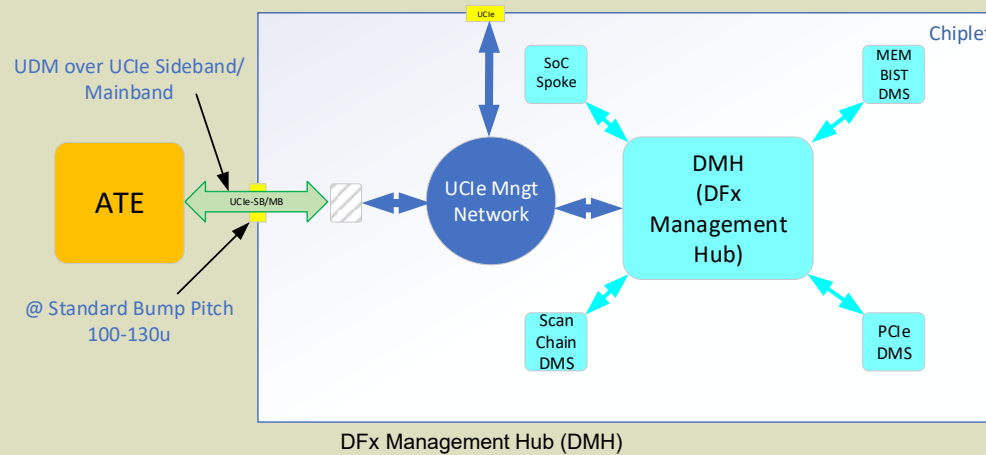 UCIe
Chiplet
UDM over UCIe Sideband/
Mainband
SoC
Spoke
MEM
BIST
DMS
ATE
UCIe-SB/MB
UCIe Mngt
Network
DMH
(DFx
Management
Hub)
@ Standard Bump Pitch
100-130u
Scan
Chain
DMS
PCIe
DMS
DFx Management Hub (DMH)